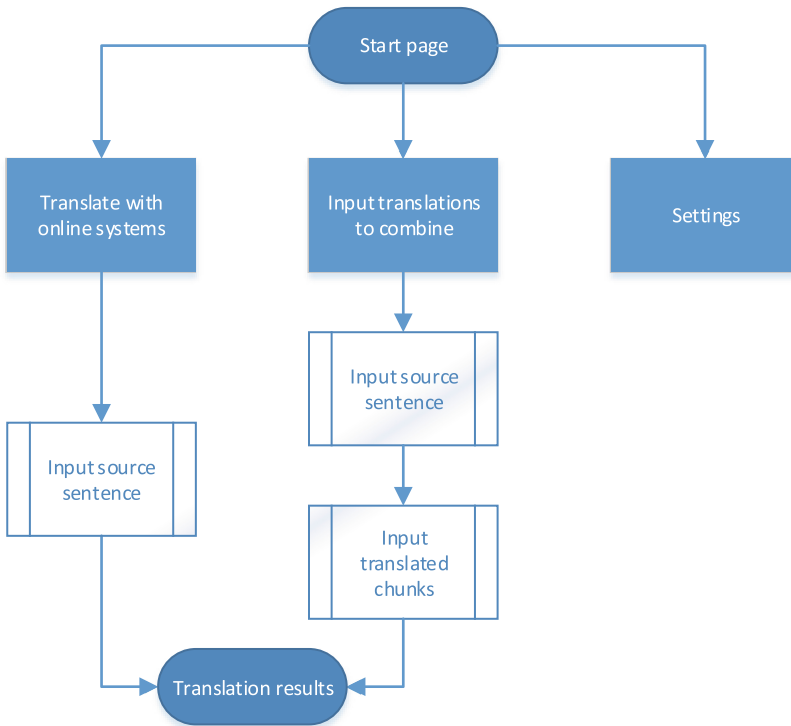 Start page
Translate with
online systems
Input translations
to combine
Settings
Input source
sentence
Input source
sentence
Input
translated
chunks
Translation results